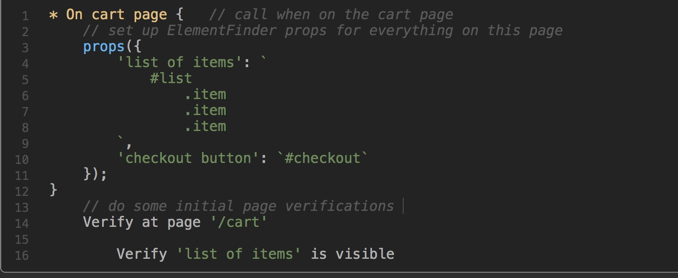 1 * On cart page {   // call when on the cart page
2     // set up ElementFinder props for everything on this page
3     props({
4         'list of items': `
5             #list
6                 .item
7                 .item
8                 .item
9         `,
10         'checkout button': `#checkout`
11     });
12 }
13     // do some initial page verifications
14     Verify at page '/cart'
15
16         Verify 'list of items' is visible